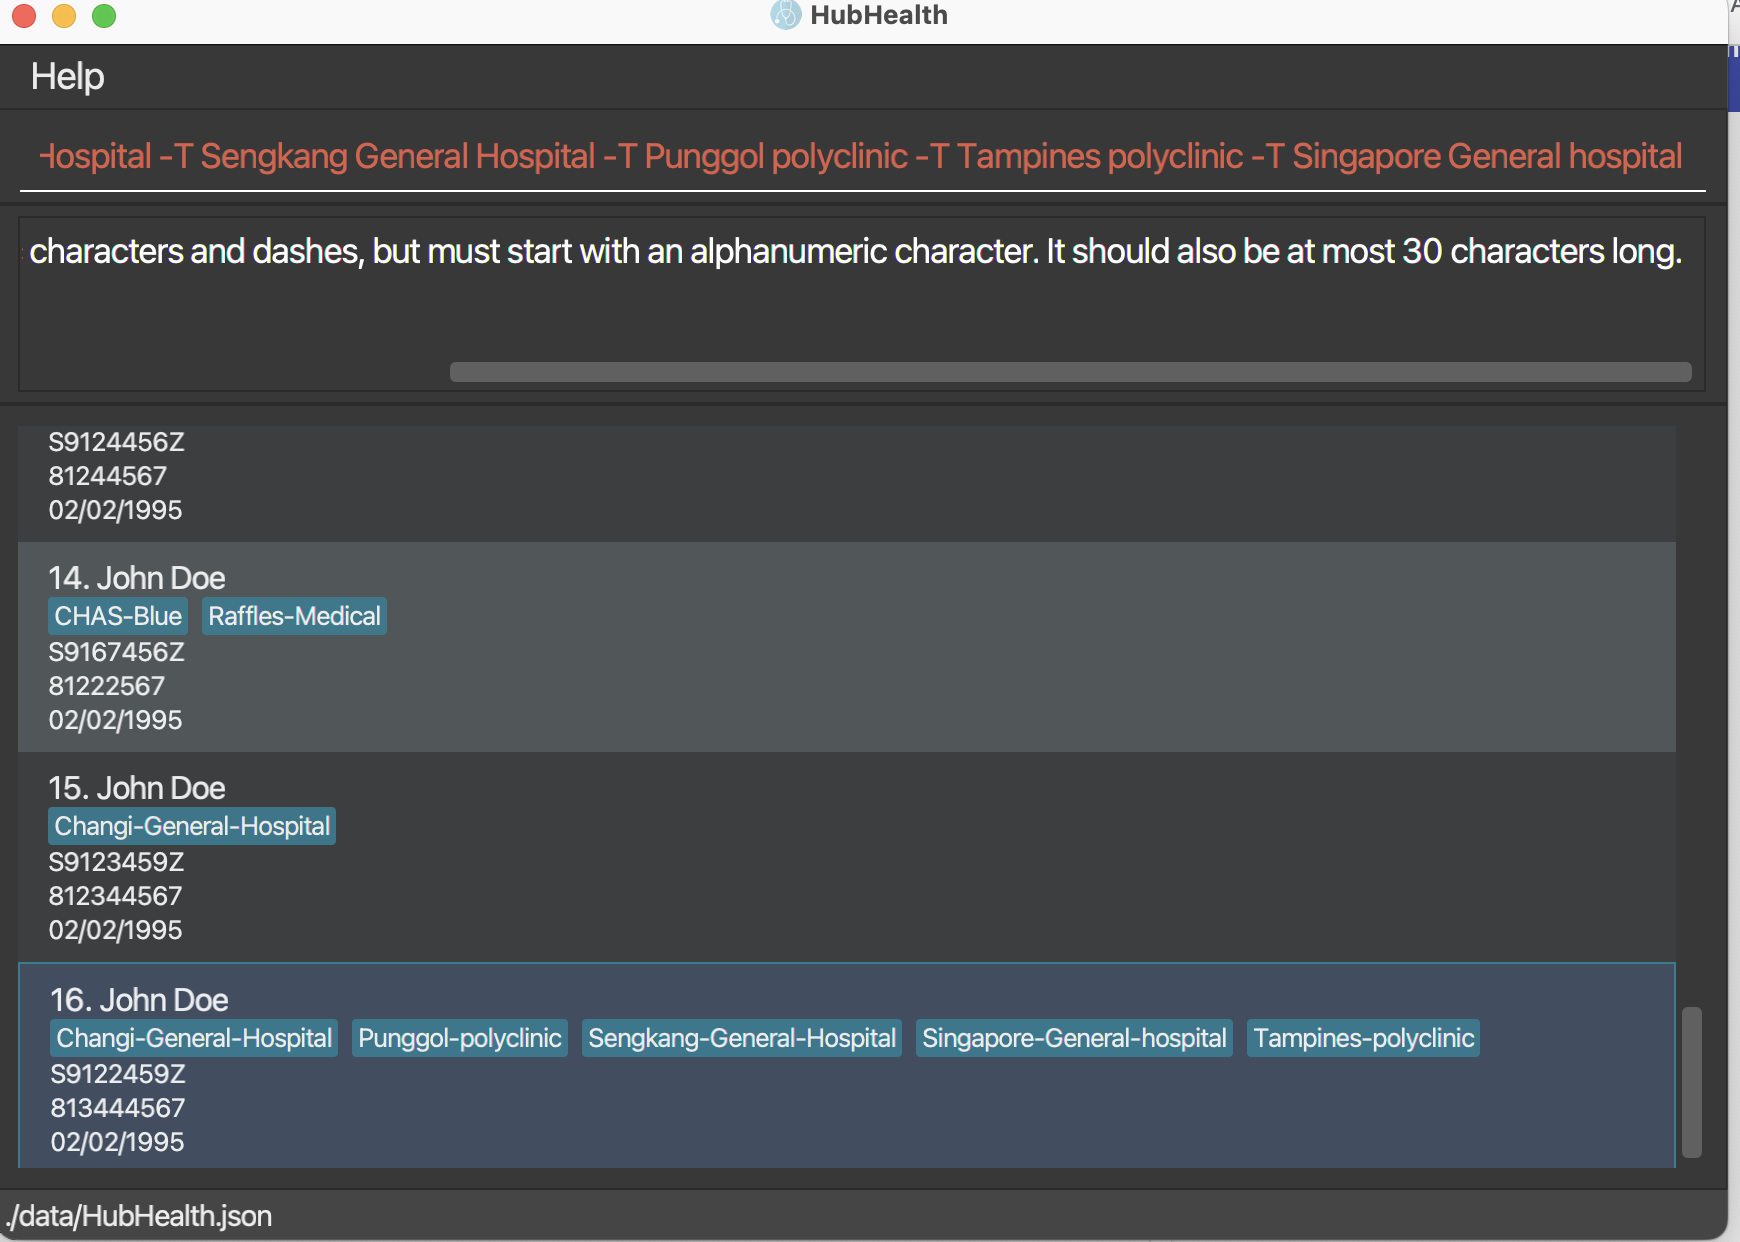 HubHealth
Help
Hospital -T Sengkang General Hospital -T Punggol polyclinic -T Tampines polyclinic -T Singapore General hospital
characters and dashes, but must start with an alphanumeric character. It should also be at most 30 characters long.
S9124456Z
81244567
02/02/1995
14. John Doe
CHAS-Blue Raffles-Medical
S9167456Z
81222567
02/02/1995
15. John Doe
Changi-General-Hospital
S9123459Z
812344567
02/02/1995
16. John Doe
Changi-General-Hospital Punggol-polyclinic Sengkang-General-Hospital Singapore-General-hospital Tampines-polyclinic
S9122459Z
813444567
02/02/1995
./data/HubHealth.json